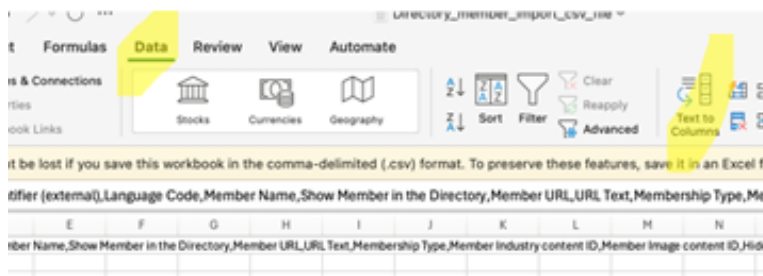 Directory_member_import_csv_file
Formulas Data Review View Automate
& Connections Clear
Reapply
Links Stocks Currencies Geography Sort Filter Advanced Text to
Columns
be lost if you save this workbook in the comma-delimited (.csv) format. To preserve these features, save it in an Excel
(external),Language Code,Member Name,Show Member in the Directory,Member URL,URL Text,Membership Type,
E F G H I J K L M N
Name,Show Member in the Directory,Member URL,URL Text,Membership Type,Member Industry content ID,Member Image content ID,